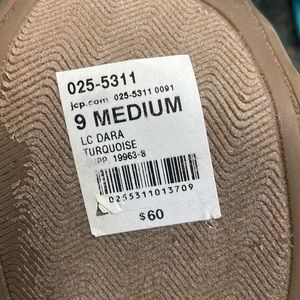 025-5311
jcp.com 025-5311 0091
9 MEDIUM
LC DARA
TURQUOISE
SUPP. 19963-8
0255311013709
$60